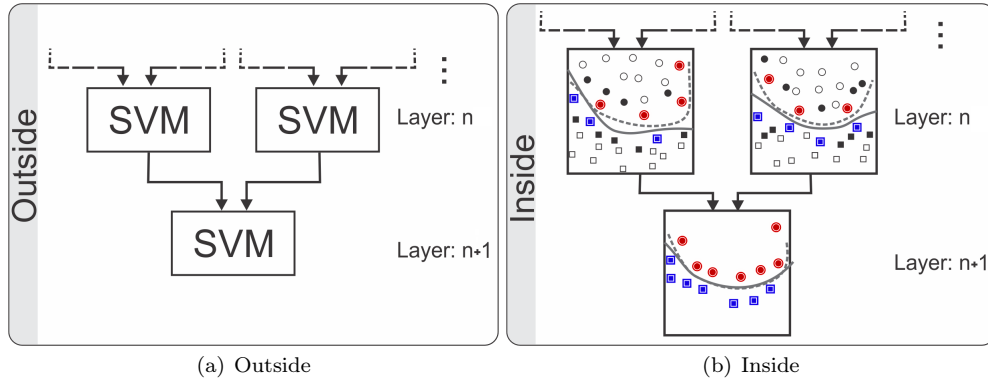 Outside
SVM
SVM
Layer: n
SVM
Layer: n+1
(a) Outside
Inside
Layer: n
Layer: n+1
(b) Inside